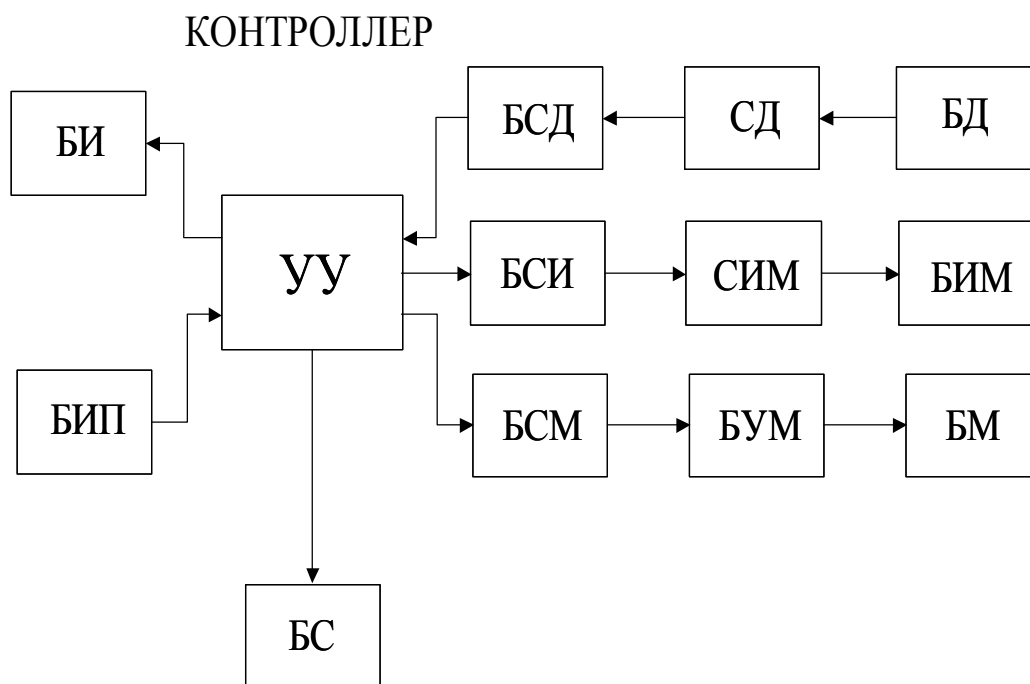 КОНТРОЛЛЕР
БИ
БСД
СД
БД
УУ
БСИ
СИМ
БИМ
БИП
БСМ
БУМ
БМ
БС